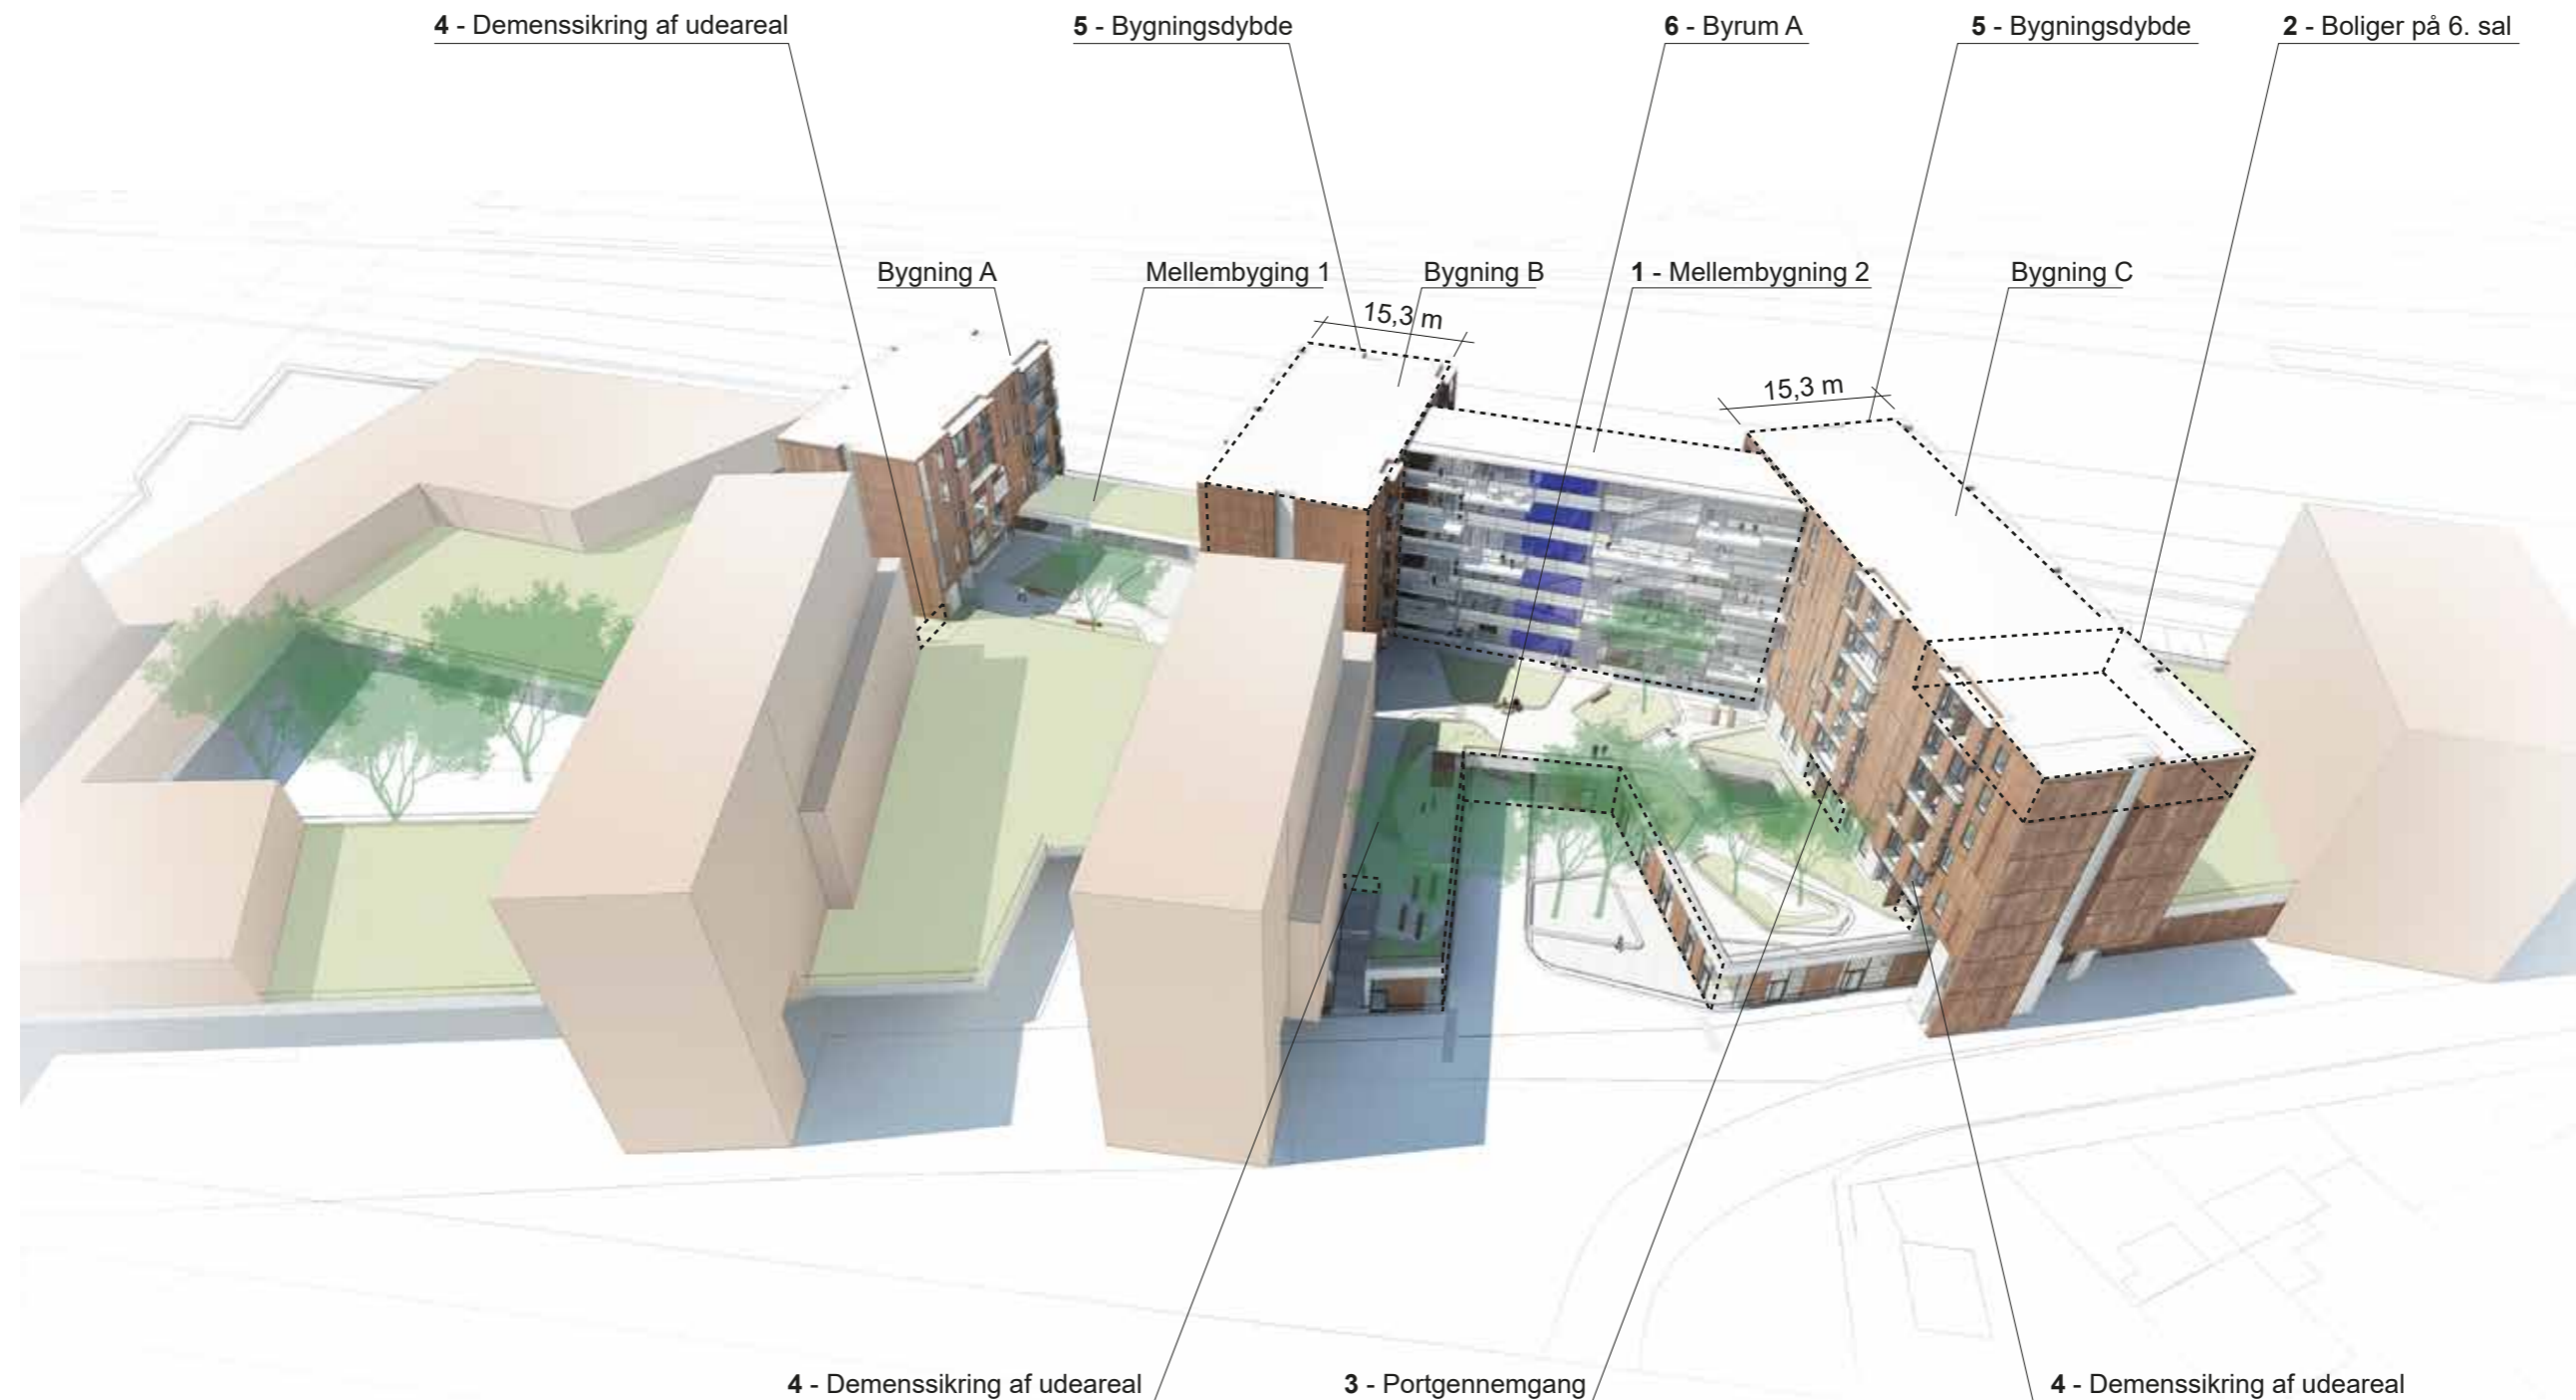 4 - Demenssikring af udeareal
5 - Bygningsdybde
6 - Byrum A
5 - Bygningsdybde
2 - Boliger på 6. sal
Bygning A
Mellembyging 1
Bygning B
1 - Mellembygning 2
Bygning C
15,3 m
15,3 m
4 - Demenssikring af udeareal
3 - Portgennemgang
4 - Demenssikring af udeareal